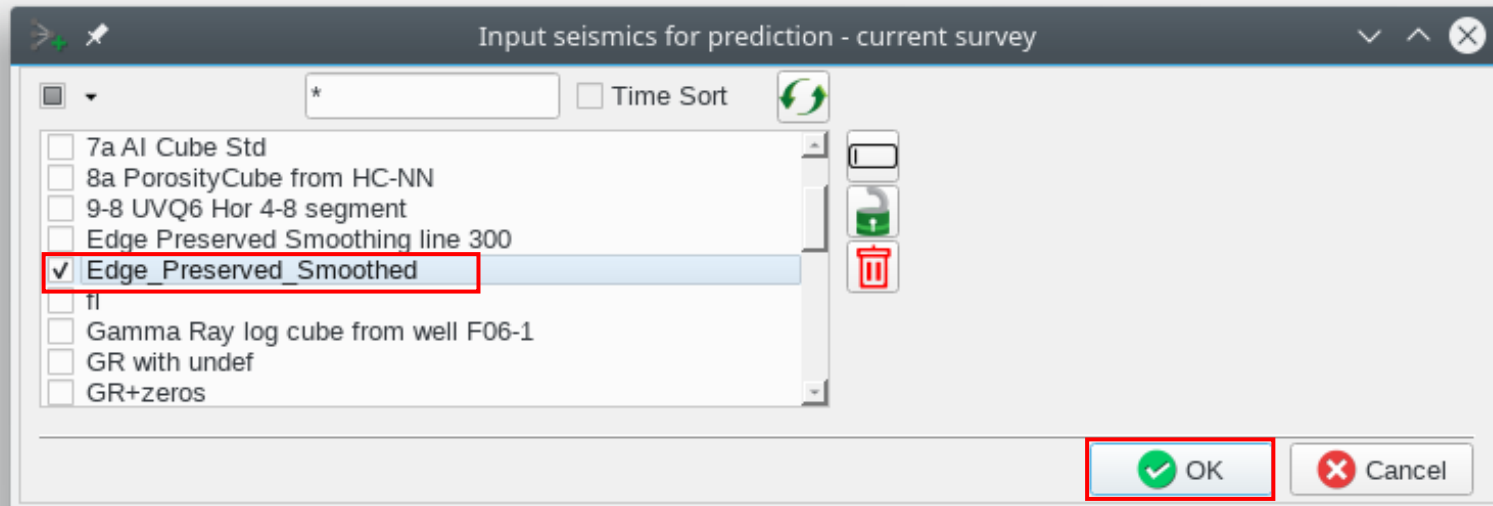 Input seismics for prediction - current survey
*
Time Sort
7a AI Cube Std
8a PorosityCube from HC-NN
9-8 UVQ6 Hor 4-8 segment
Edge Preserved Smoothing line 300
Edge_Preserved_Smoothed
fl
Gamma Ray log cube from well F06-1
GR with undef
GR+zeros
OK
Cancel